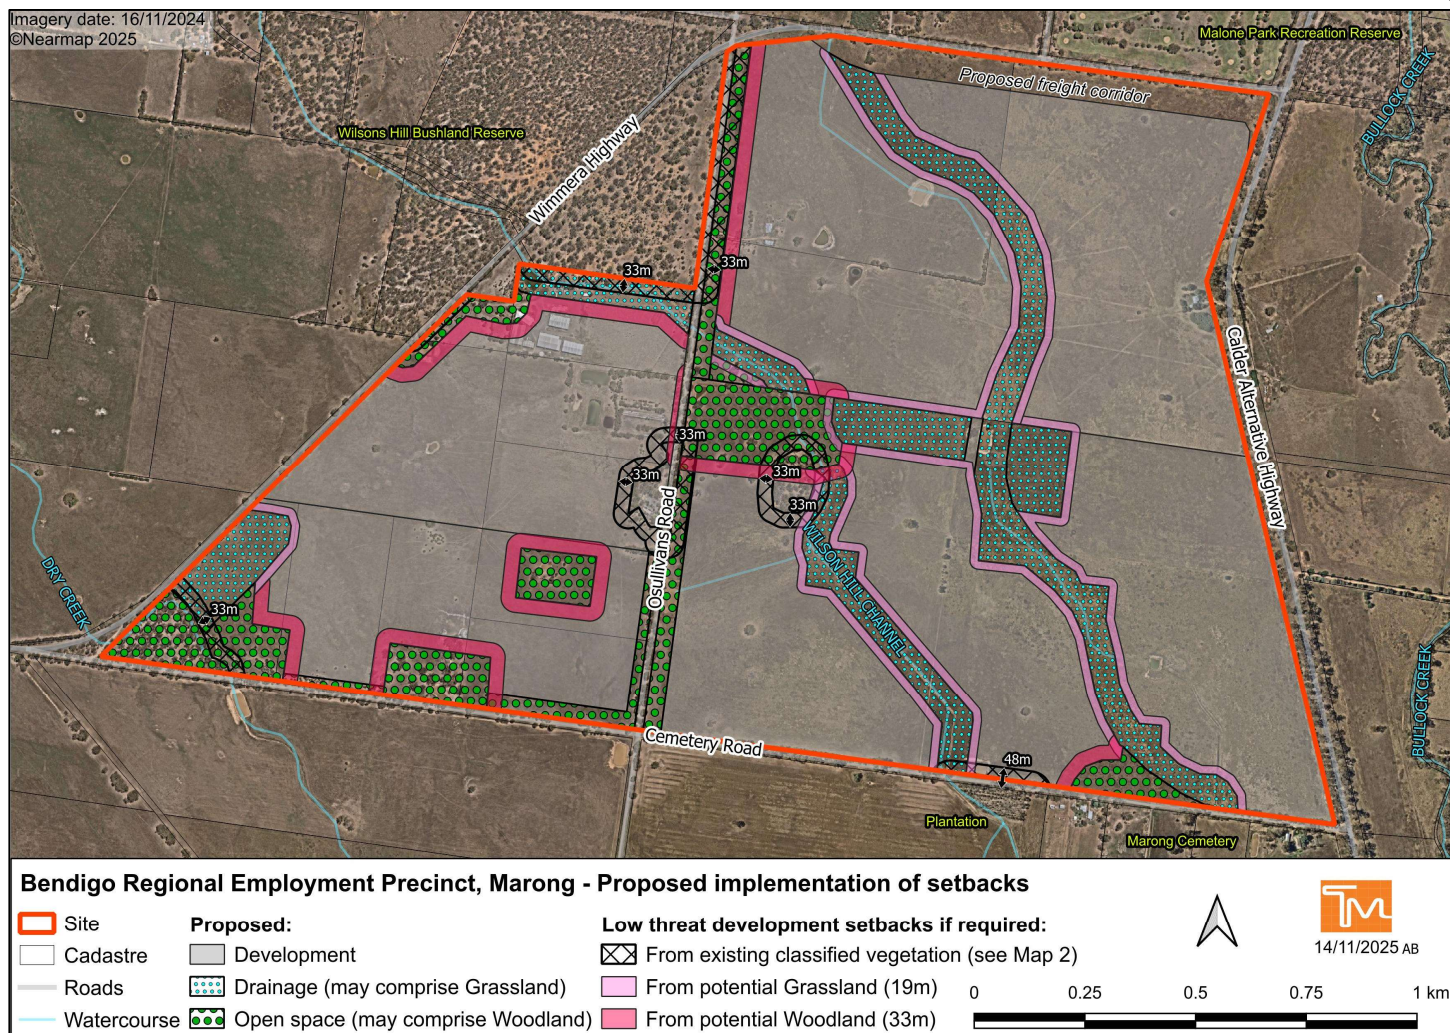 Imagery date: 16/11/2024
©Nearmap 2025
Malone Park Recreation Reserve
Proposed freight corridor
BULLOCK CREEK
Wilsons Hill Bushland Reserve
Wimmera Highway
33m
33m
Calder Alternative Highway
33m
33m
33m
33m
Osullivans Road
WILSON HILL CHANNEL
DRY CREEK
33m
BULLOCK CREEK
Cemetery Road
48m
Plantation
Marong Cemetery
Bendigo Regional Employment Precinct, Marong - Proposed implementation of setbacks
Site
Cadastre
Roads
Watercourse
Proposed:
Development
Drainage (may comprise Grassland)
Open space (may comprise Woodland)
Low threat development setbacks if required:
From existing classified vegetation (see Map 2)
From potential Grassland (19m)
From potential Woodland (33m)
TM
14/11/2025 AB
0 0.25 0.5 0.75 1 km